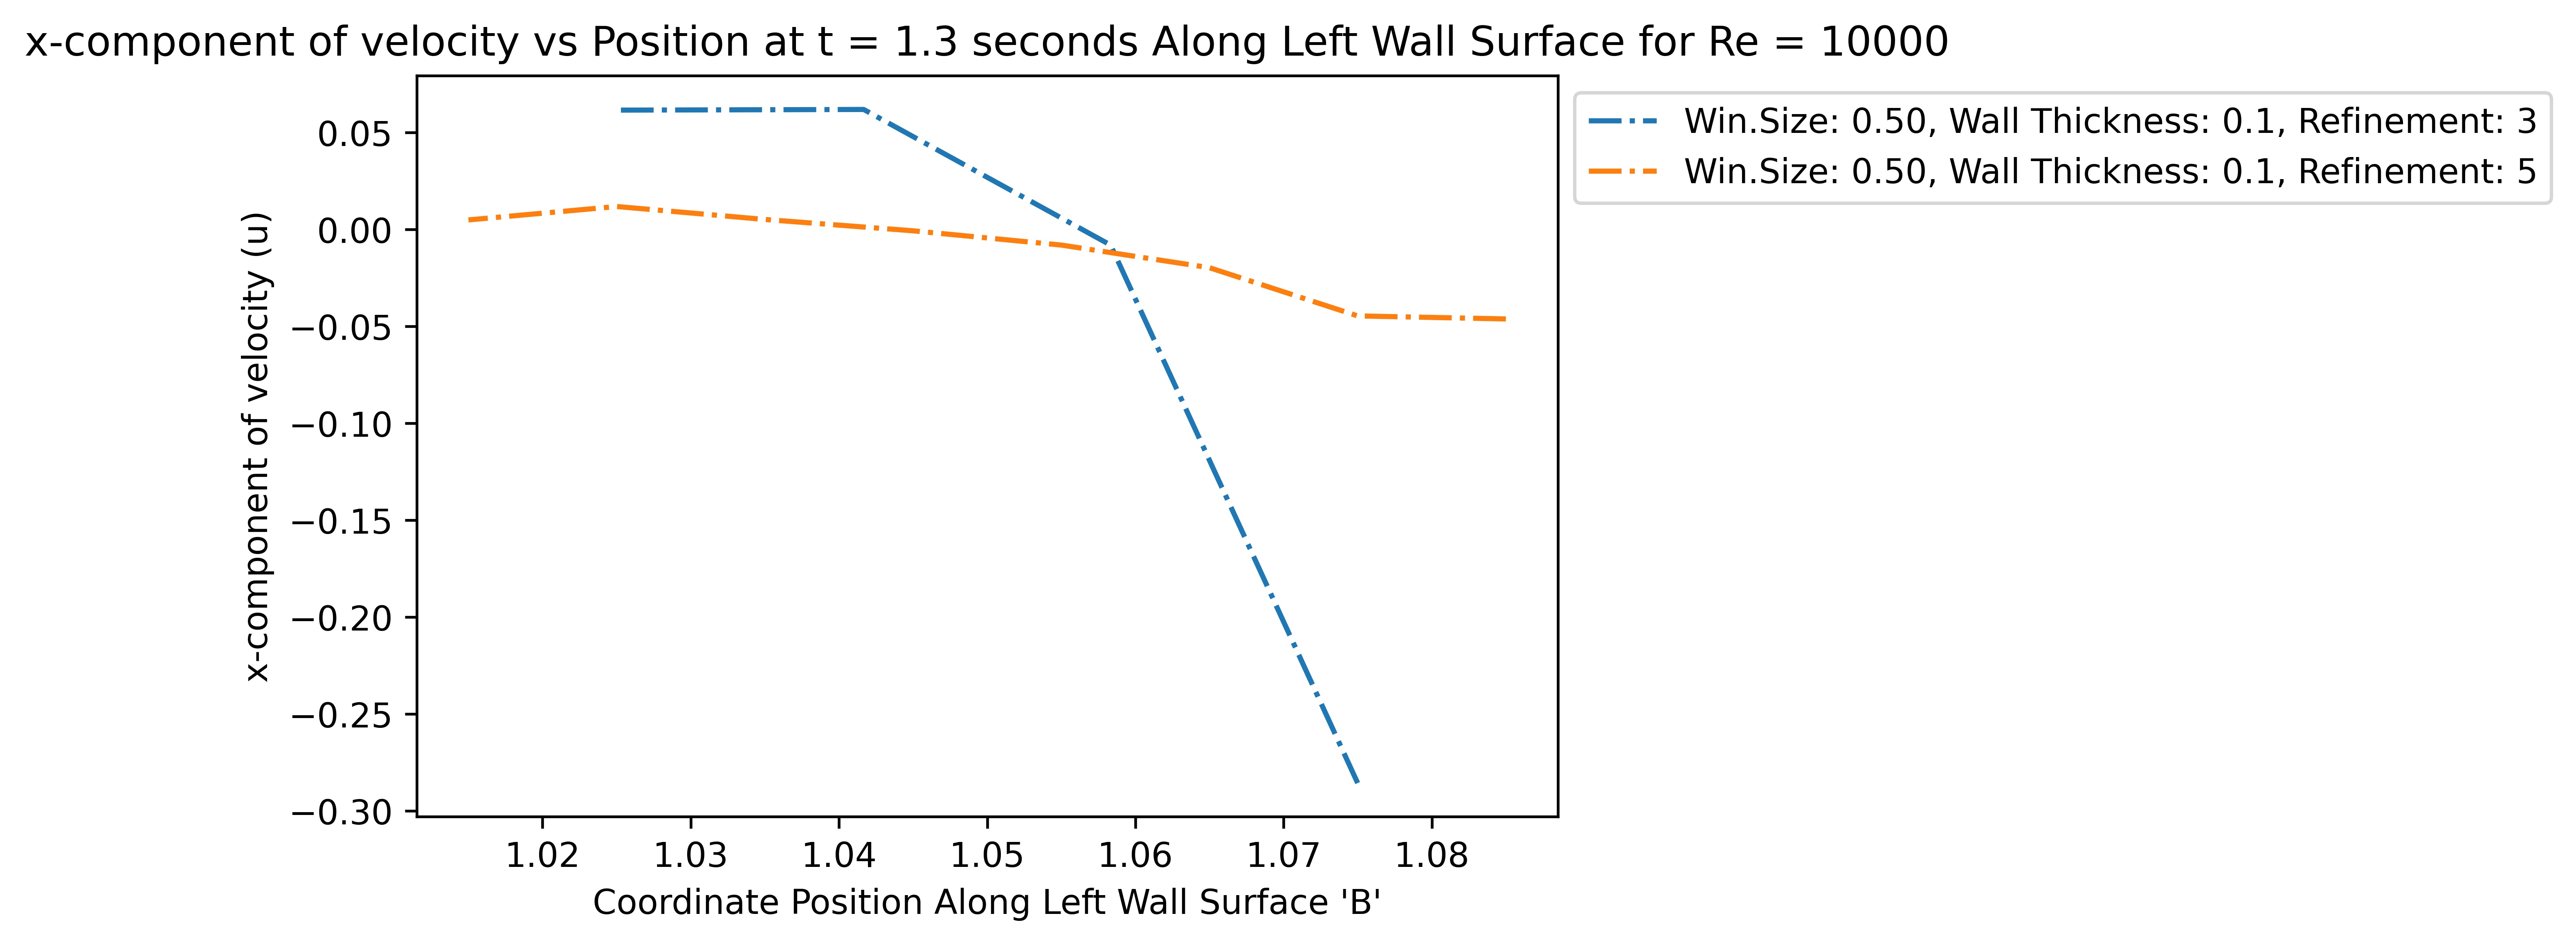 x-component of velocity vs Position at t = 1.3 seconds Along Left Wall Surface for Re = 10000
Win.Size: 0.50, Wall Thickness: 0.1, Refinement: 3
Win.Size: 0.50, Wall Thickness: 0.1, Refinement: 5
x-component of velocity (u)
0.05
0.00
−0.05
−0.10
−0.15
−0.20
−0.25
−0.30
1.02 1.03 1.04 1.05 1.06 1.07 1.08
Coordinate Position Along Left Wall Surface 'B'